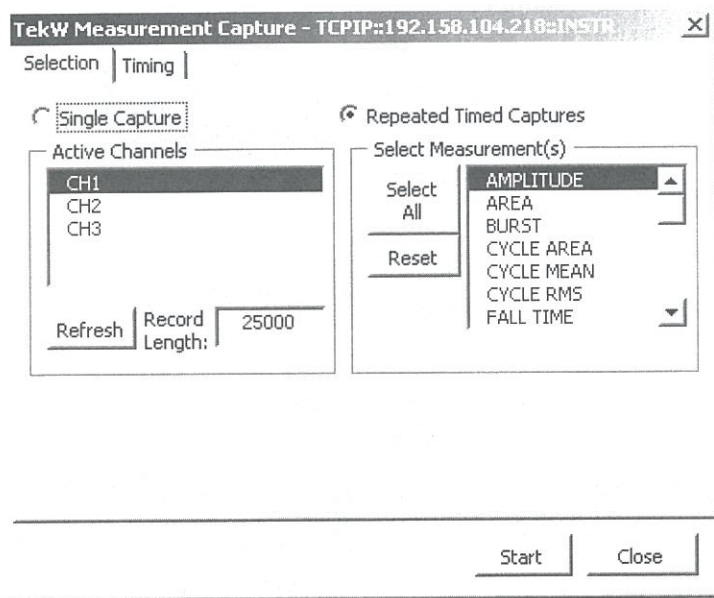 TekW Measurement Capture - TCPIP::192.158.104.218::INSTR
Selection
Timing
Single Capture
Repeated Timed Captures
Active Channels
CH1
CH2
CH3
Refresh
Record
Length:
25000
Select Measurement(s)
Select
All
Reset
AMPLITUDE
AREA
BURST
CYCLE AREA
CYCLE MEAN
CYCLE RMS
FALL TIME
Start
Close